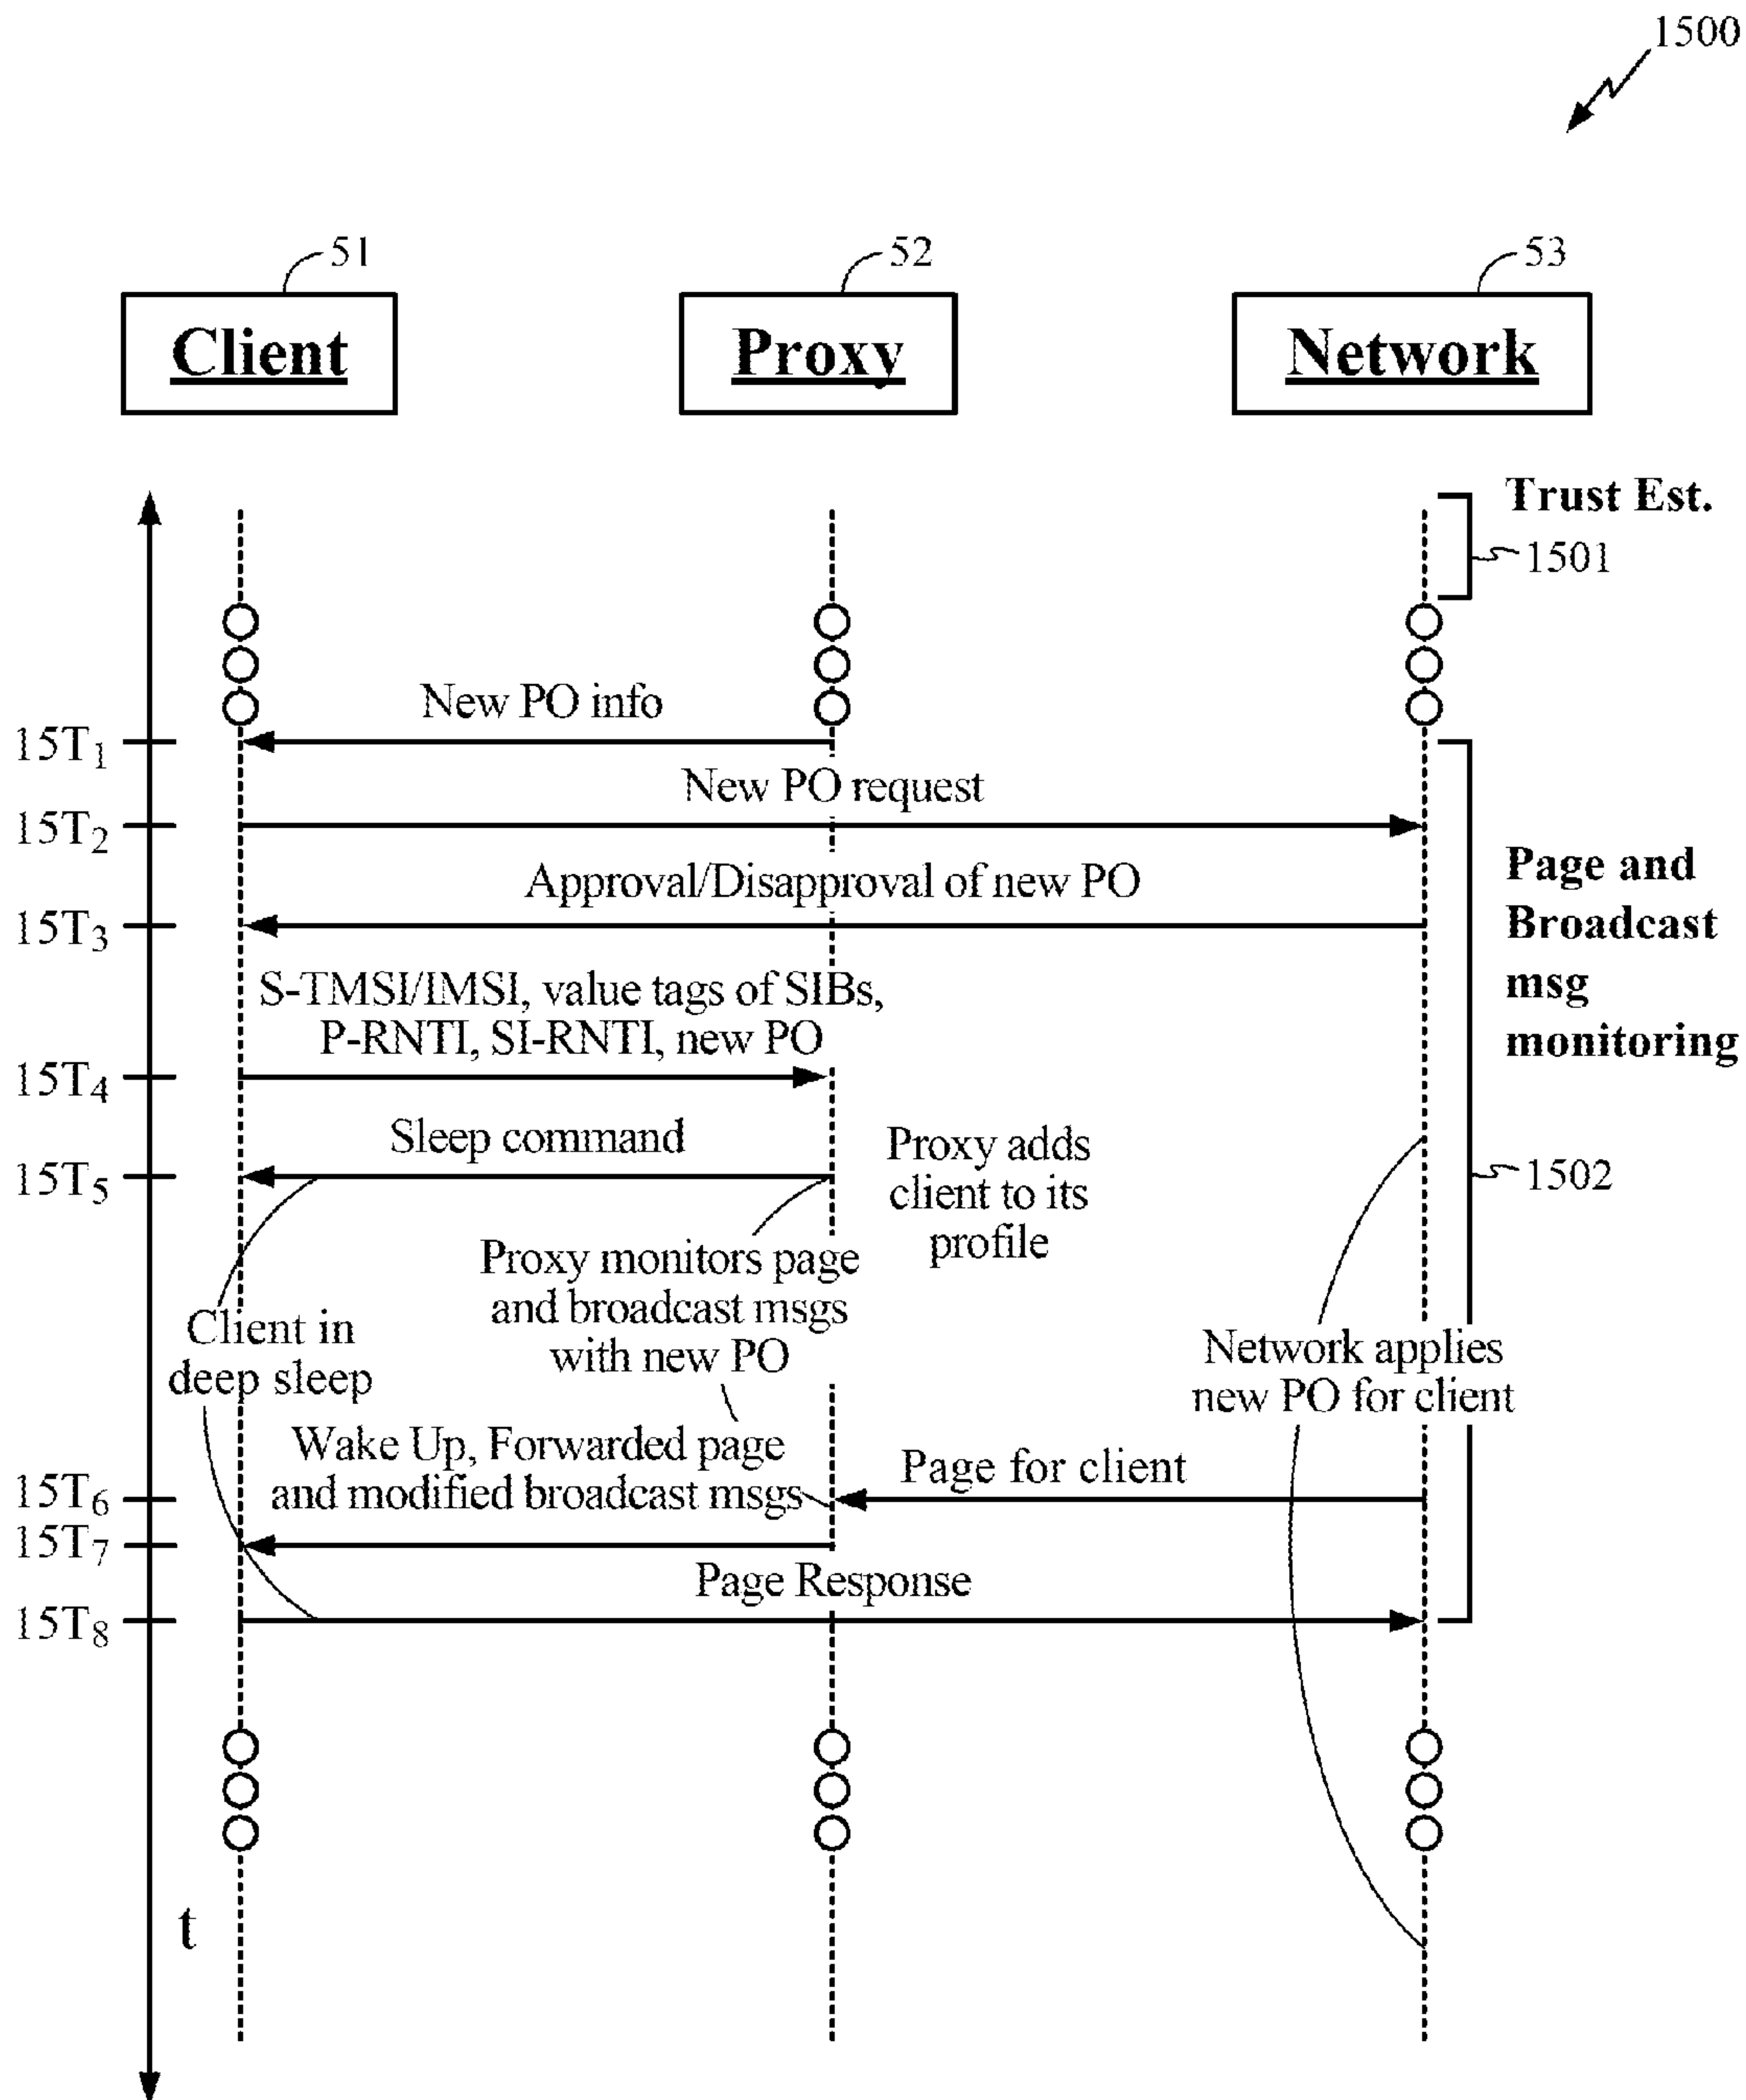 1500
51
52
53
Client
Proxy
Network
Trust Est.
1501
New PO info
15T1
New PO request
15T2
Approval/Disapproval of new PO
15T3
Page and
Broadcast
msg
monitoring
S-TMSI/IMSI, value tags of SIBs,
P-RNTI, SI-RNTI, new PO
15T4
Sleep command
15T5
Proxy adds
client to its
profile
1502
Proxy monitors page
and broadcast msgs
with new PO
Client in
deep sleep
Network applies
new PO for client
Wake Up, Forwarded page
and modified broadcast msgs
Page for client
15T6
15T7
Page Response
15T8
t